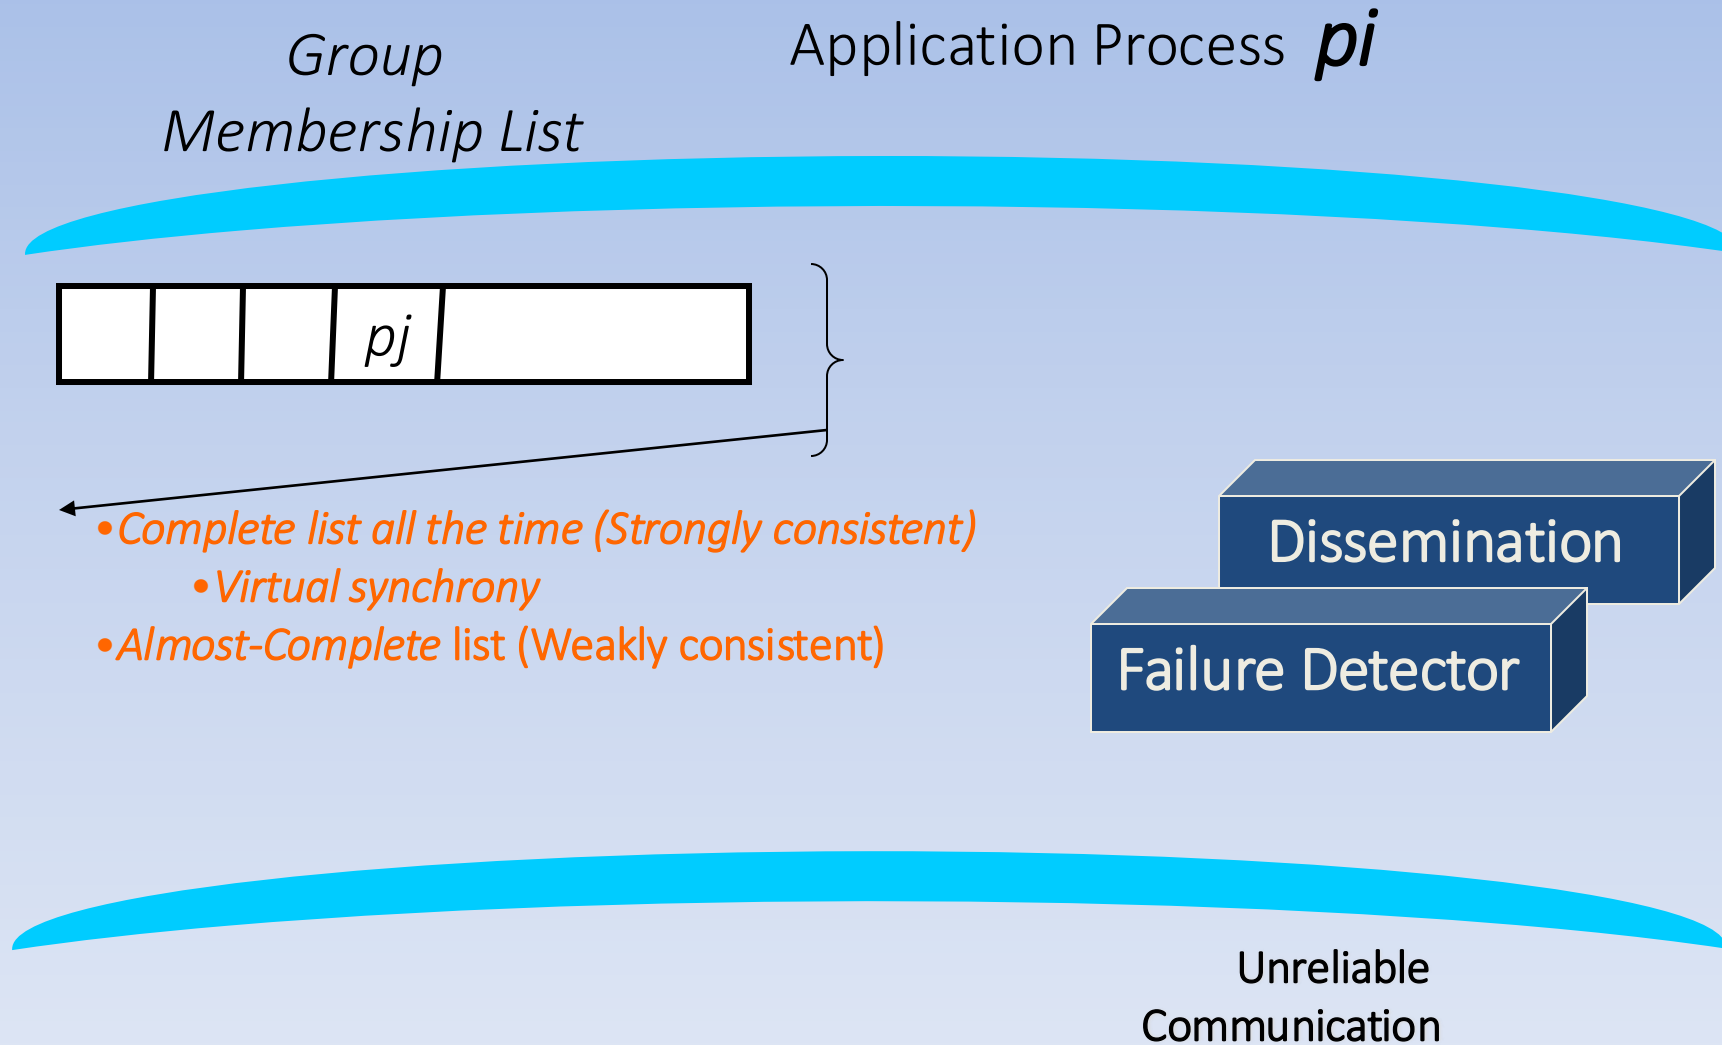 Group
Membership List
Application Process pi
pj
•Complete list all the time (Strongly consistent)
•Virtual synchrony
•Almost-Complete list (Weakly consistent)
Dissemination
Failure Detector
Unreliable
Communication